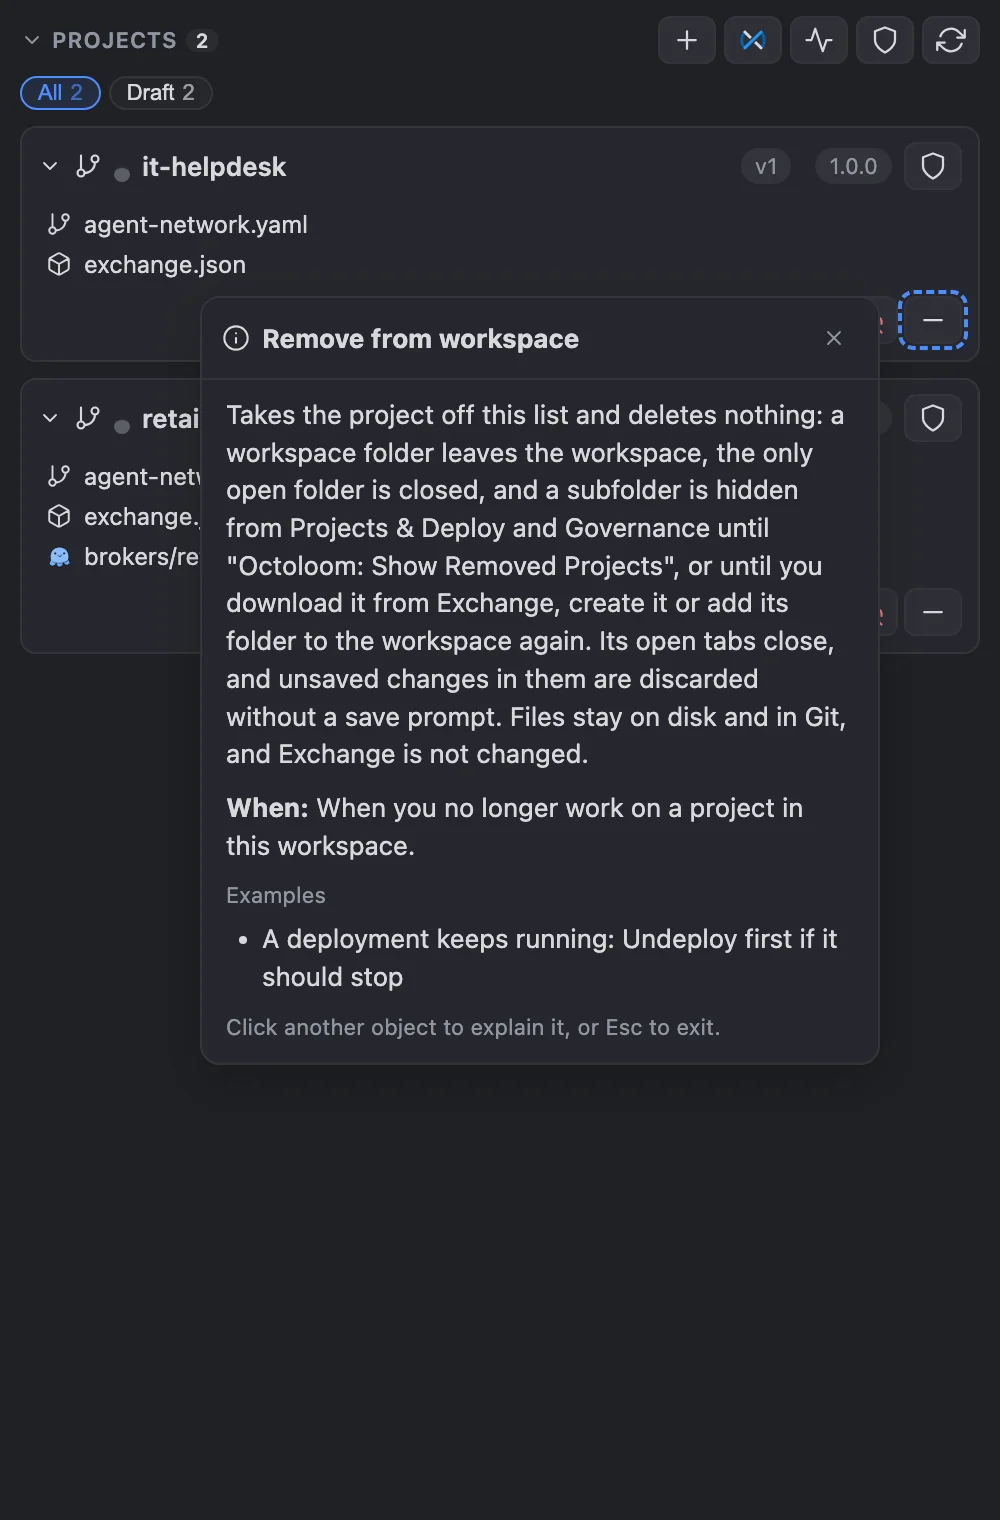 PROJECTS 2
All 2 Draft 2
it-helpdesk v1 1.0.0
agent-network.yaml
exchange.json
Remove from workspace
Takes the project off this list and deletes nothing: a
workspace folder leaves the workspace, the only
open folder is closed, and a subfolder is hidden
from Projects & Deploy and Governance until
"Octoloom: Show Removed Projects", or until you
download it from Exchange, create it or add its
folder to the workspace again. Its open tabs close,
and unsaved changes in them are discarded
without a save prompt. Files stay on disk and in Git,
and Exchange is not changed.
When: When you no longer work on a project in
this workspace.
Examples
• A deployment keeps running: Undeploy first if it
should stop
Click another object to explain it, or Esc to exit.
retai
agent-netw
exchange.
brokers/re